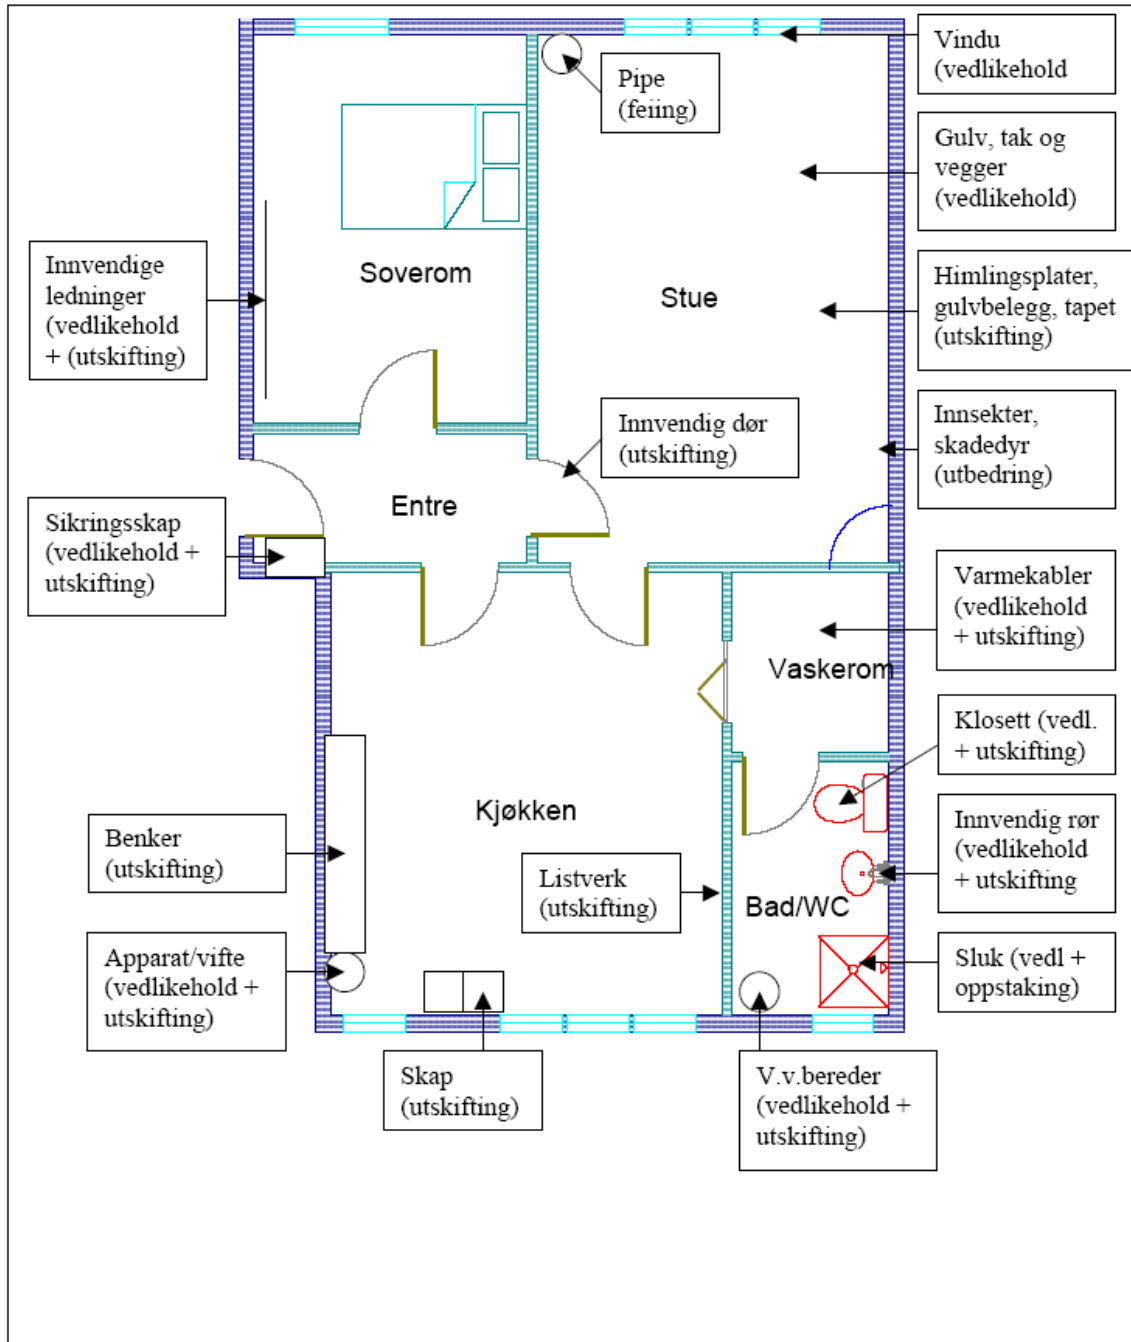 Vindu
(vedlikehold
Pipe
(feiing)
Gulv, tak og
vegger
(vedlikehold)
Innvendige
ledninger
(vedlikehold
+ (utskifting)
Soverom
Stue
Himlingsplater,
gulvbelegg, tapet
(utskifting)
Innvendig dør
(utskifting)
Innsekter,
skadedyr
(utbedring)
Entre
Sikringsskap
(vedlikehold +
utskifting)
Varmekabler
(vedlikehold
+ utskifting)
Vaskerom
Klosett (vedl.
+ utskifting)
Kjøkken
Benker
(utskifting)
Listverk
(utskifting)
Bad/WC
Innvendig rør
(vedlikehold
+ utskifting
Apparat/vifte
(vedlikehold +
utskifting)
Sluk (vedl +
oppstaking)
Skap
(utskifting)
V.v.bereder
(vedlikehold +
utskifting)